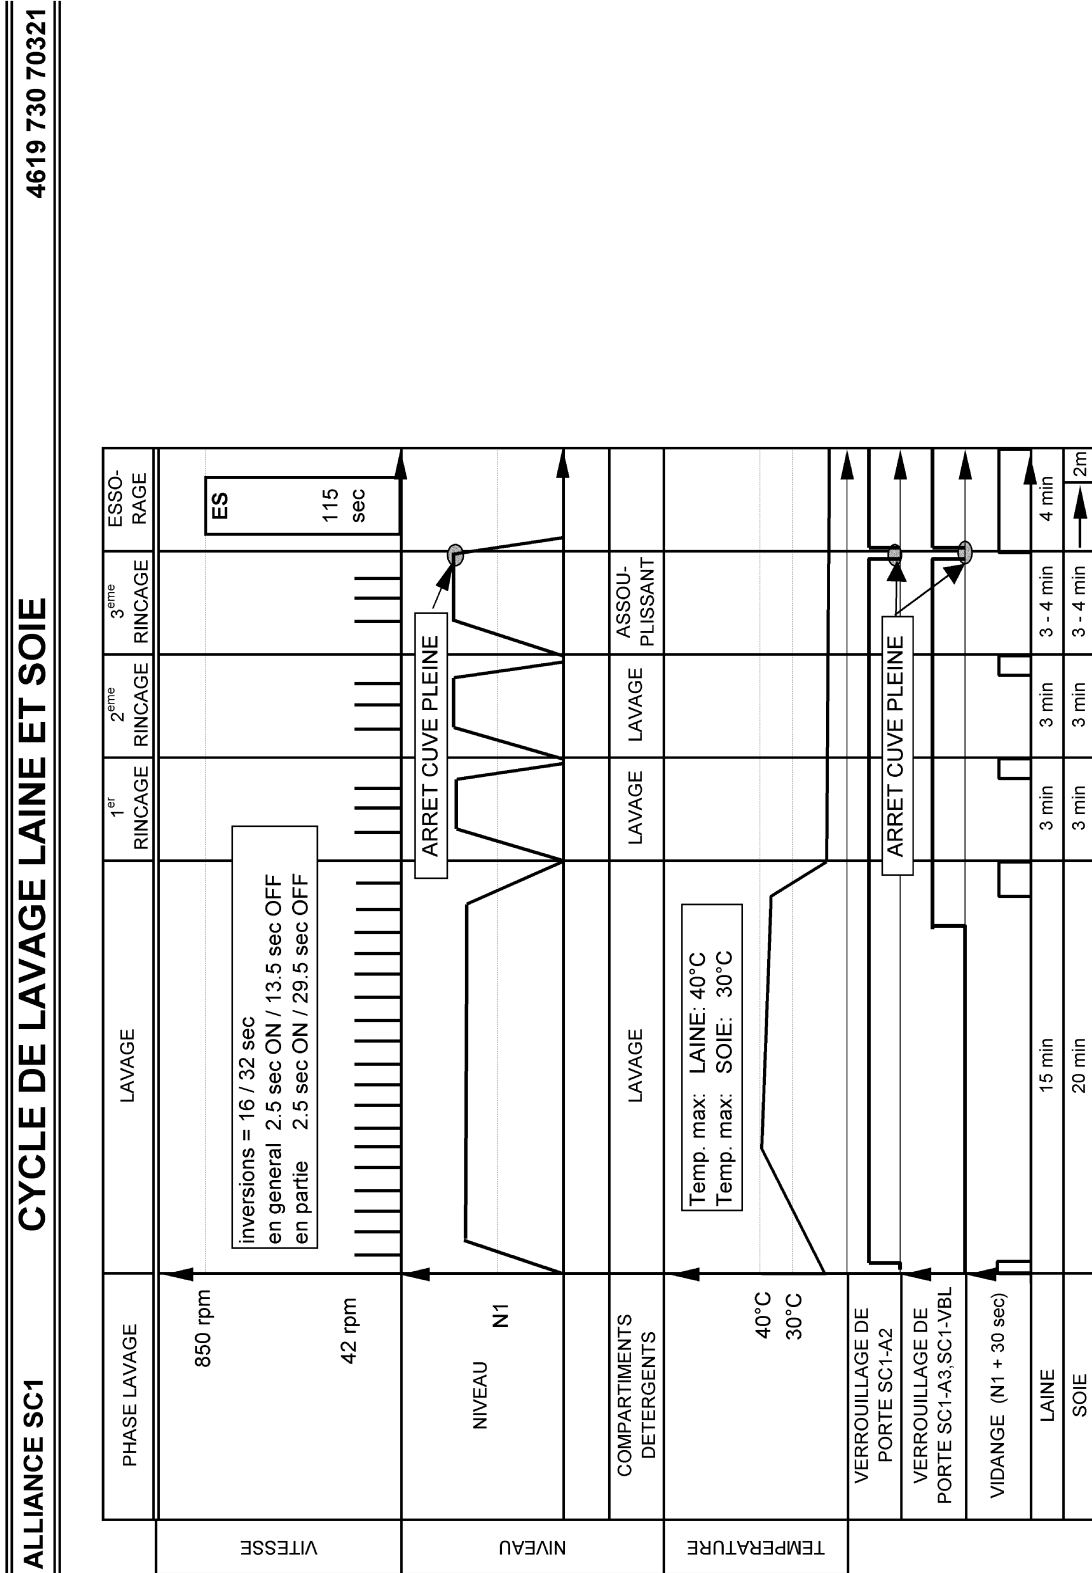 ALLIANCE SC1 CYCLE DE LAVAGE LAINE ET SOIE 4619 730 70321
PHASE LAVAGE
LAVAGE
1er
RINCAGE
2eme
RINCAGE
3eme
RINCAGE
ESSO-
RAGE
VITESSE
850 rpm
42 rpm
inversions = 16 / 32 sec
en general 2.5 sec ON / 13.5 sec OFF
en partie 2.5 sec ON / 29.5 sec OFF
ES
115
sec
NIVEAU
NIVEAU
N1
ARRET CUVE PLEINE
COMPARTIMENTS
DETERGENTS
LAVAGE
LAVAGE
LAVAGE
ASSOU-
PLISSANT
TEMPERATURE
40°C
30°C
Temp. max: LAINE: 40°C
Temp. max: SOIE: 30°C
VERROUILLAGE DE
PORTE SC1-A2
ARRET CUVE PLEINE
VERROUILLAGE DE
PORTE SC1-A3,SC1-VBL
VIDANGE (N1 + 30 sec)
LAINE 15 min 3 min 3 min 3 - 4 min 4 min
SOIE 20 min 3 min 3 min 3 - 4 min 2m